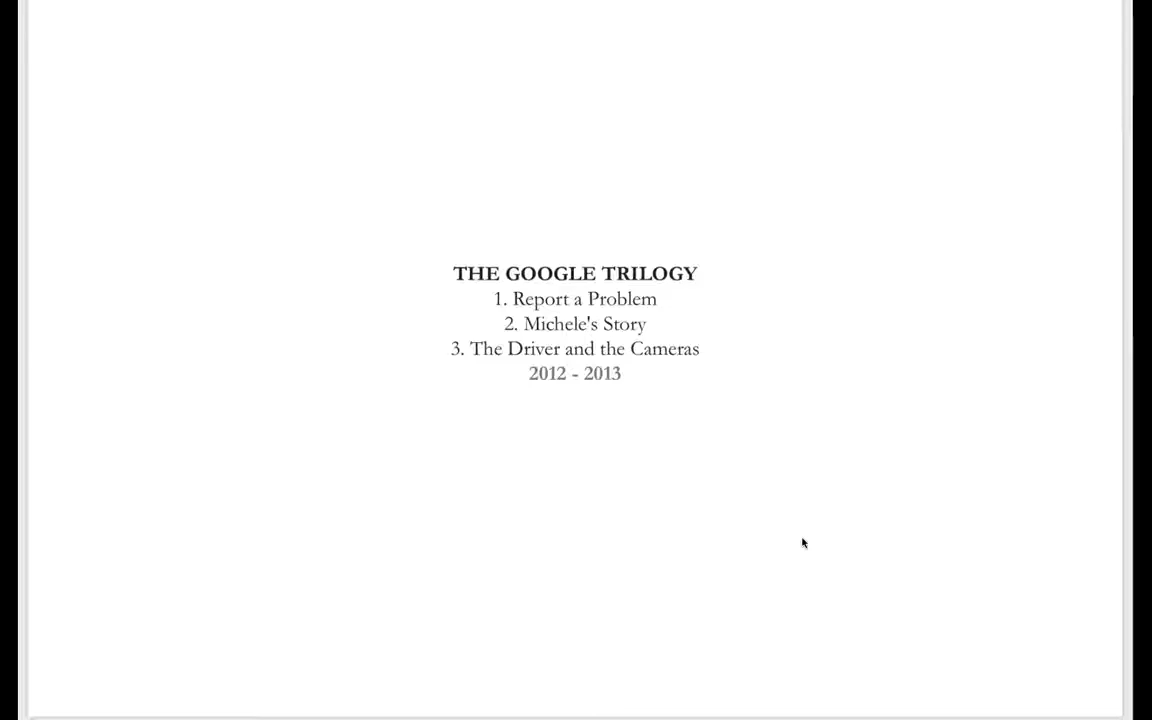 THE GOOGLE TRILOGY
1. Report a Problem
2. Michele's Story
3. The Driver and the Cameras
2012 - 2013